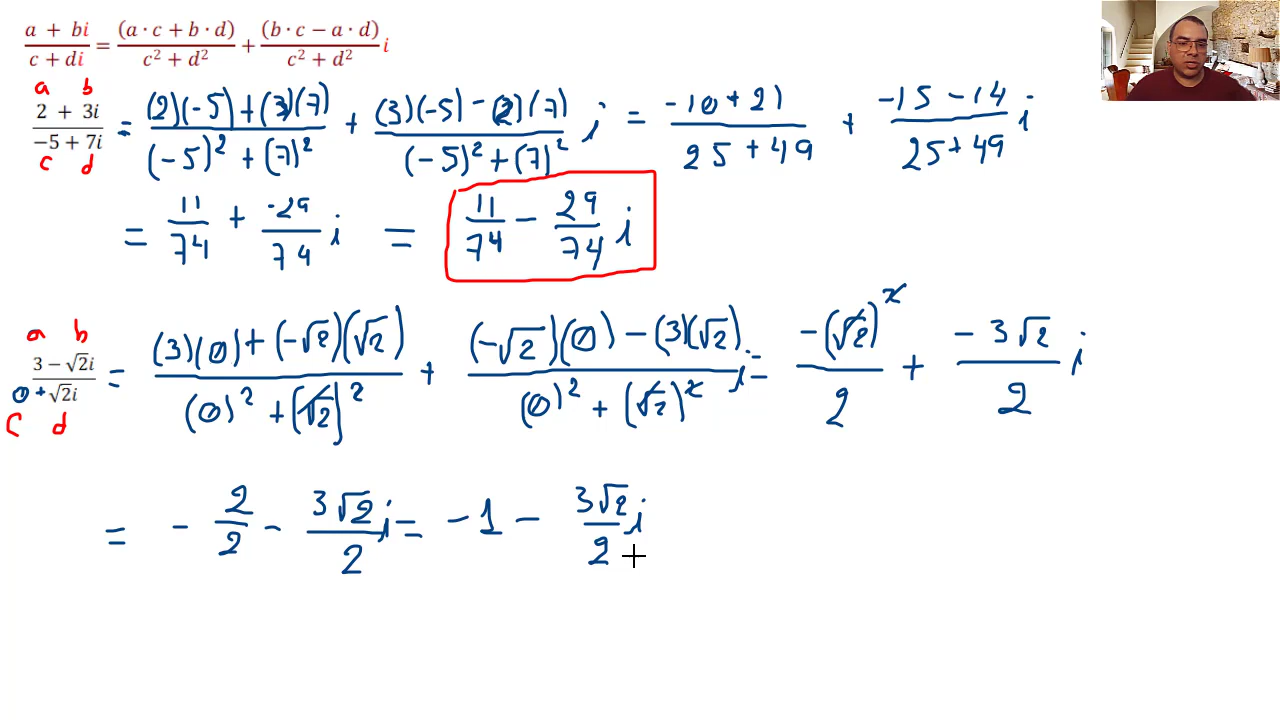 (a + bi)/(c + di) = (a · c + b · d)/(c² + d²) + (b · c − a · d)/(c² + d²) i
a b
(2 + 3i)/(−5 + 7i) = ((2)(-5)+(3)(7))/((-5)²+(7)²) + ((3)(-5)-(2)(7))/((-5)²+(7)²) i = (-10+21)/(25+49) + (-15-14)/(25+49) i
c d
= 11/74 + -29/74 i = 11/74 - 29/74 i
a b
(3 − √2i)/(0 + √2i) = ((3)(0)+(-√2)(√2))/((0)²+(√2)²) + ((-√2)(0)-(3)(√2))/((0)²+(√2)²) i = -(√2)²/2 + -3√2/2 i
c d
= - 2/2 - 3√2/2 i = -1 - 3√2/2 i